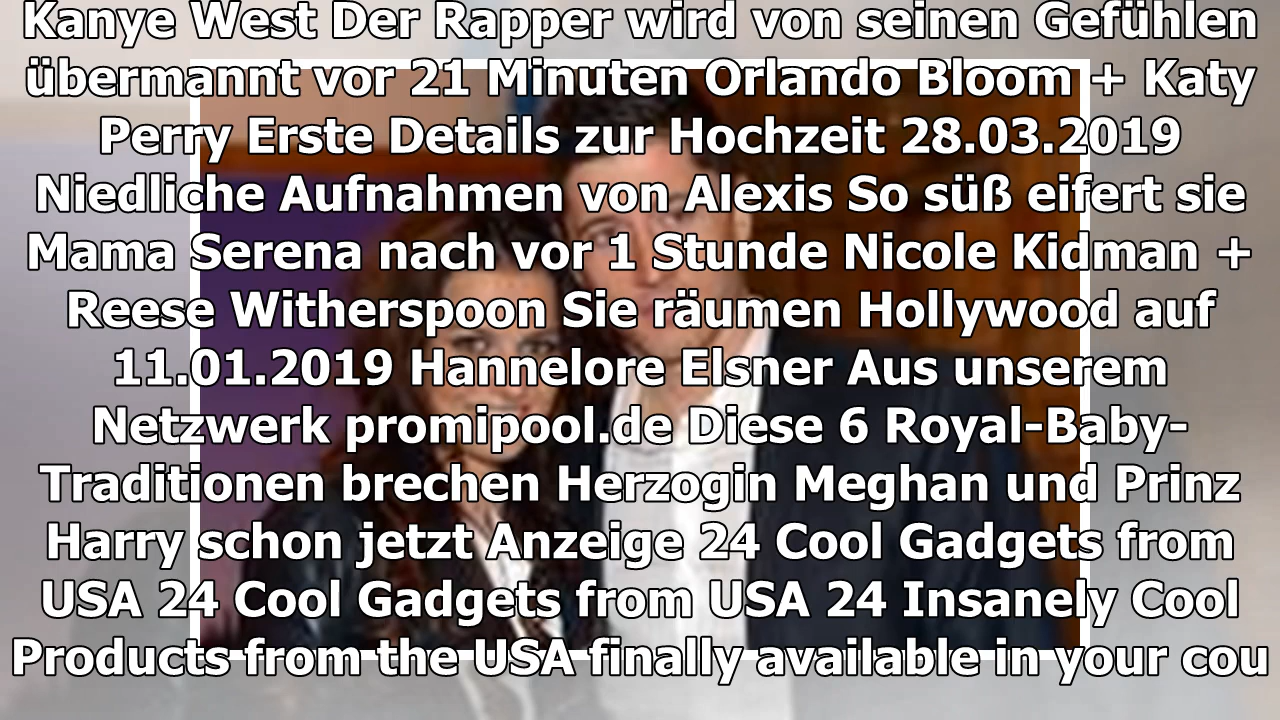 Kanye West Der Rapper wird von seinen Gefühlen
übermannt vor 21 Minuten Orlando Bloom + Katy
Perry Erste Details zur Hochzeit 28.03.2019
Niedliche Aufnahmen von Alexis So süß eifert sie
Mama Serena nach vor 1 Stunde Nicole Kidman +
Reese Witherspoon Sie räumen Hollywood auf
11.01.2019 Hannelore Elsner Aus unserem
Netzwerk promipool.de Diese 6 Royal-Baby-
Traditionen brechen Herzogin Meghan und Prinz
Harry schon jetzt Anzeige 24 Cool Gadgets from
USA 24 Cool Gadgets from USA 24 Insanely Cool
Products from the USA finally available in your cou